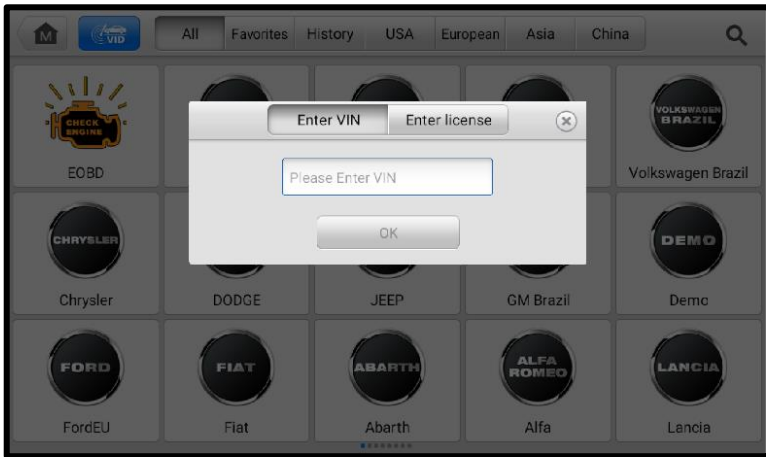 M VID All Favorites History USA European Asia China
CHECK ENGINE
VOLKSWAGEN BRAZIL
Enter VIN Enter license
Please Enter VIN
OK
EOBD Volkswagen Brazil
CHRYSLER DEMO
Chrysler DODGE JEEP GM Brazil Demo
FORD FIAT ABARTH ALFA ROMEO LANCIA
FordEU Fiat Abarth Alfa Lancia